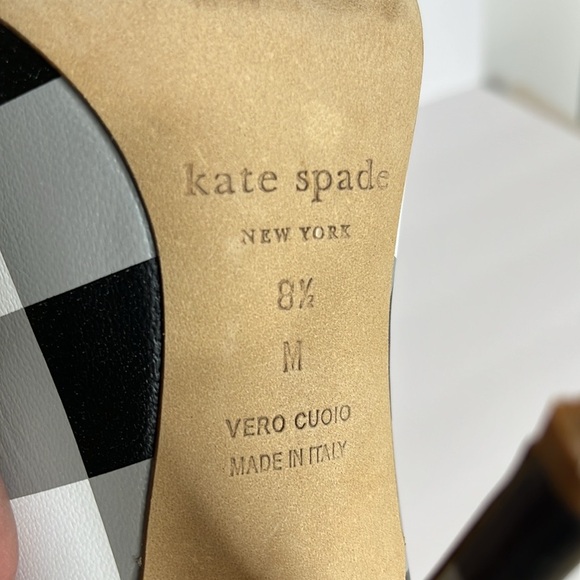 kate spade
NEW YORK
8½
M
VERO CUOIO
MADE IN ITALY